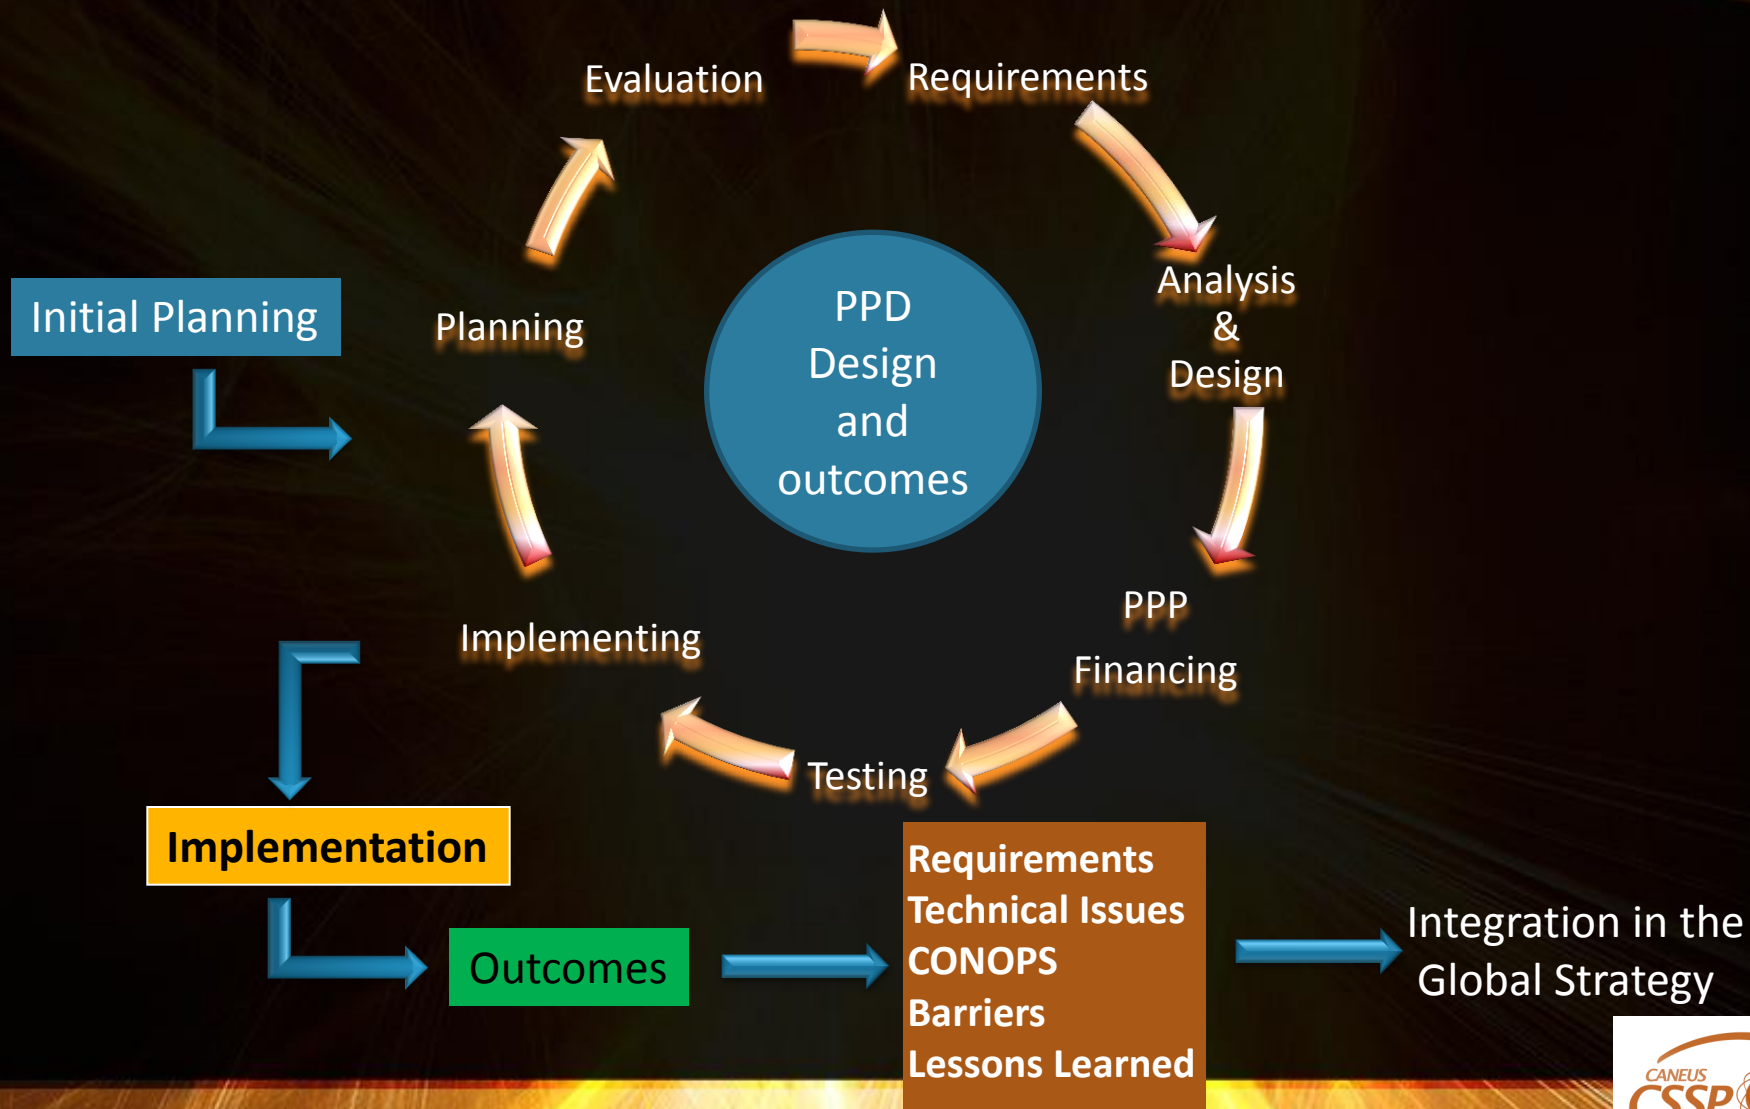 Evaluation
Requirements
Initial Planning
Planning
PPD
Design
and
outcomes
Analysis
&
Design
PPP
Financing
Implementing
Testing
Implementation
Outcomes
Requirements
Technical Issues
CONOPS
Barriers
Lessons Learned
Integration in the
Global Strategy
CANEUS
CSSP